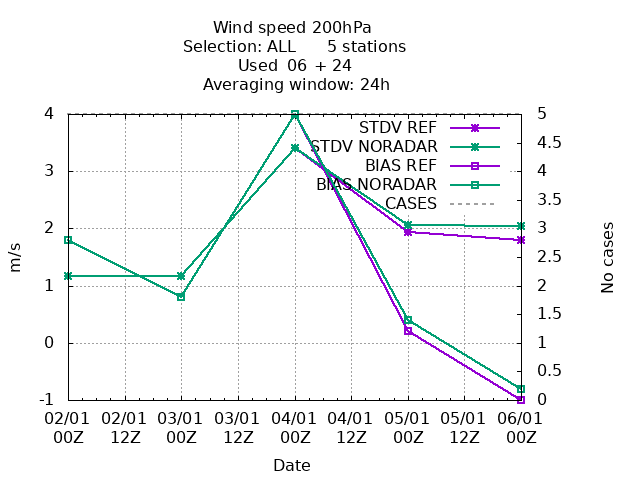 Wind speed 200hPa
Selection: ALL 5 stations
Used 06 + 24
Averaging window: 24h
STDV REF
STDV NORADAR
BIAS REF
BIAS NORADAR
CASES
4
3
2
1
0
-1
m/s
5
4.5
4
3.5
3
2.5
2
1.5
1
0.5
0
No cases
02/01 02/01 03/01 03/01 04/01 04/01 05/01 05/01 06/01
00Z 12Z 00Z 12Z 00Z 12Z 00Z 12Z 00Z
Date